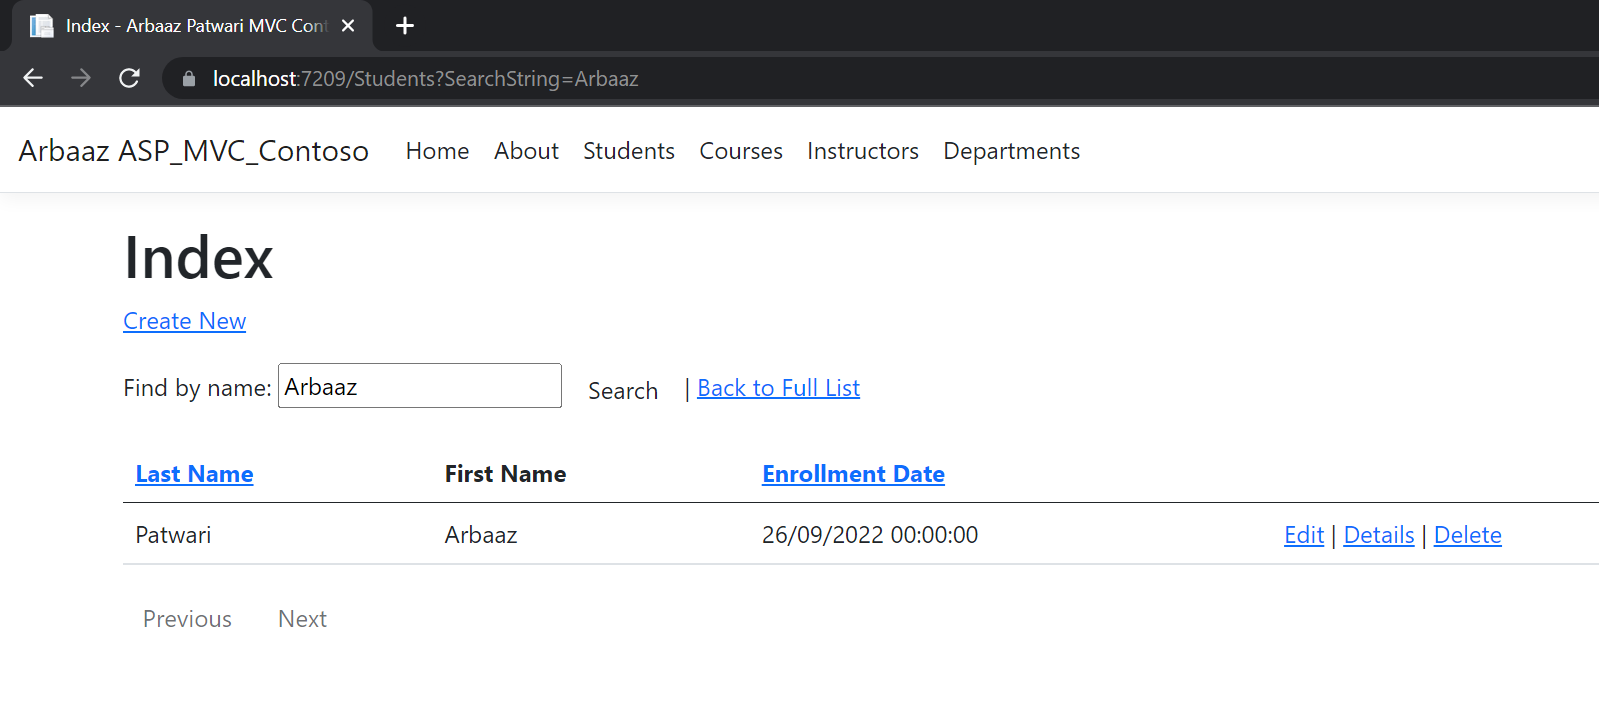 Index - Arbaaz Patwari MVC Cont
localhost:7209/Students?SearchString=Arbaaz
Arbaaz ASP_MVC_Contoso Home About Students Courses Instructors Departments
Index
Create New
Find by name: Arbaaz Search | Back to Full List
Last Name First Name Enrollment Date
Patwari Arbaaz 26/09/2022 00:00:00 Edit | Details | Delete
Previous Next